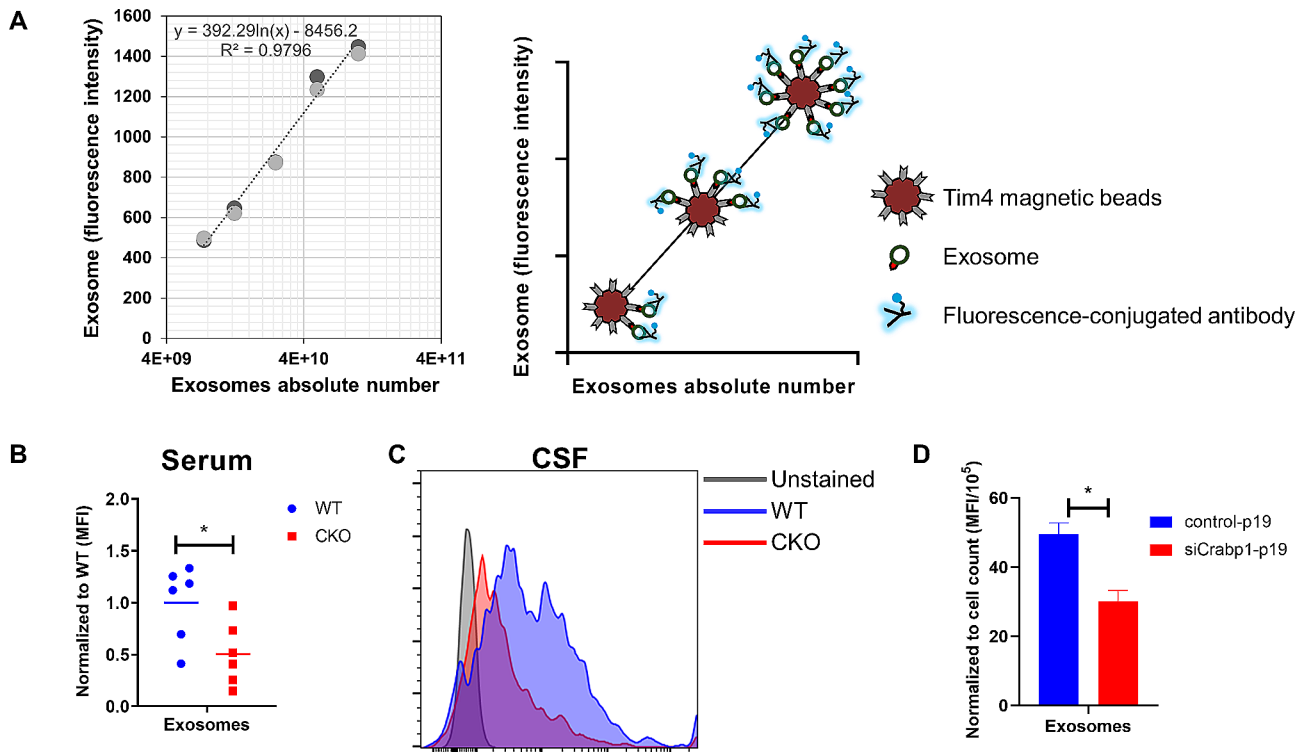 A
1600
1400
1200
1000
800
600
400
200
0
y = 392.29ln(x) - 8456.2
R² = 0.9796
Exosome (fluorescence intensity)
4E+09
4E+10
4E+11
Exosomes absolute number
Exosome (fluorescence intensity)
Exosomes absolute number
Tim4 magnetic beads
Exosome
Fluorescence-conjugated antibody
B
Serum
Normalized to WT (MFI)
2.0
1.5
1.0
0.5
0.0
*
WT
CKO
Exosomes
C
CSF
Unstained
WT
CKO
D
Normalized to cell count (MFI/10⁵)
60
40
20
0
*
control-p19
siCrabp1-p19
Exosomes